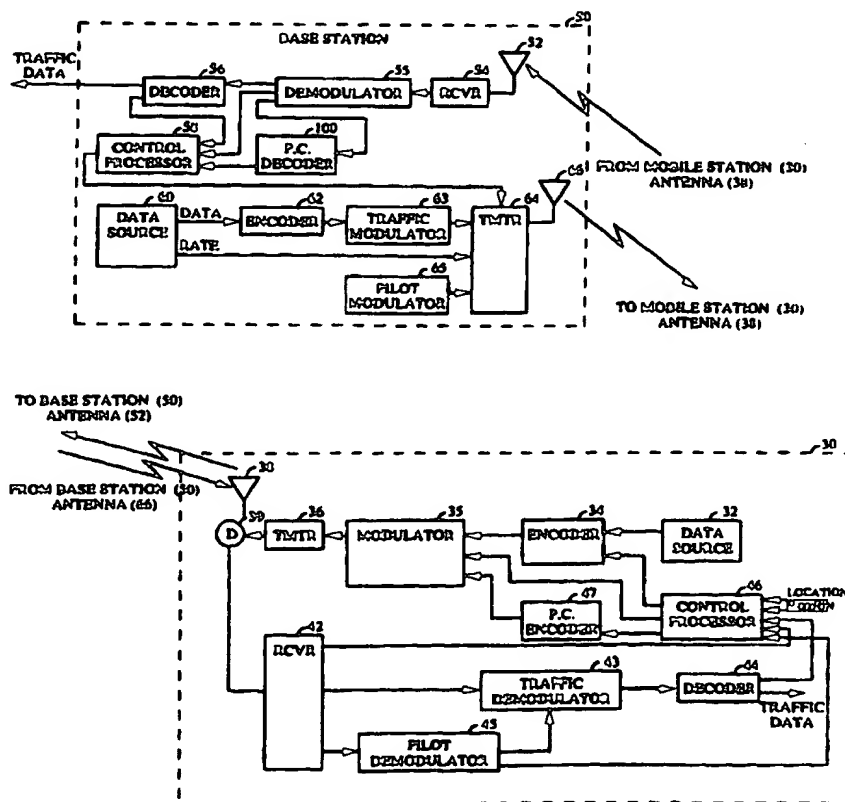 50
BASE STATION
52
TRAFFIC
DATA
56
DECODER
55
DEMODULATOR
54
RCVR
58
CONTROL
PROCESSOR
100
P.C.
DECODER
FROM MOBILE STATION (30)
ANTENNA (38)
60
DATA
SOURCE
DATA
RATE
62
ENCODER
63
TRAFFIC
MODULATOR
64
TMTR
66
65
PILOT
MODULATOR
TO MOBILE STATION (30)
ANTENNA (38)
TO BASE STATION (50)
ANTENNA (52)
30
FROM BASE STATION (50)
ANTENNA (66)
38
39
D
36
TMTR
35
MODULATOR
34
ENCODER
32
DATA
SOURCE
47
P.C.
ENCODER
46
CONTROL
PROCESSOR
LOCATION
42
RCVR
43
TRAFFIC
DEMODULATOR
44
DECODER
TRAFFIC
DATA
45
PILOT
DEMODULATOR